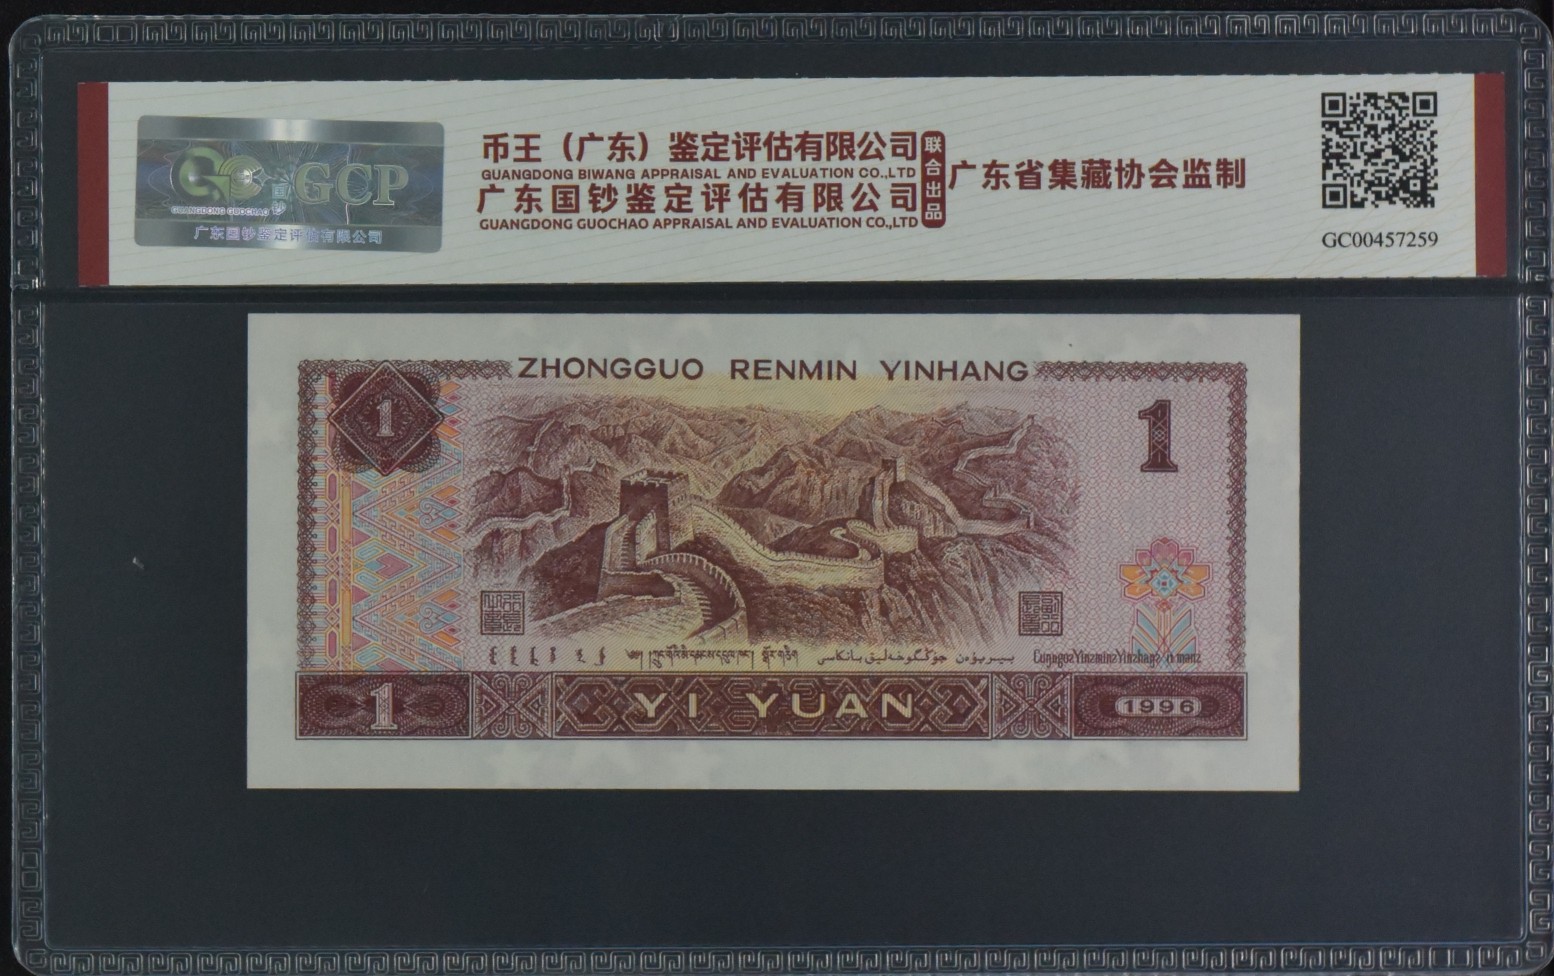 GCP
GUANGDONG GUOCHAO
广东国钞鉴定评估有限公司
币王（广东）鉴定评估有限公司
GUANGDONG BIWANG APPRAISAL AND EVALUATION CO.,LTD
广东国钞鉴定评估有限公司
GUANGDONG GUOCHAO APPRAISAL AND EVALUATION CO.,LTD
联合出品
广东省集藏协会监制
GC00457259
ZHONGGUO RENMIN YINHANG
1
1
1
YI YUAN
1996